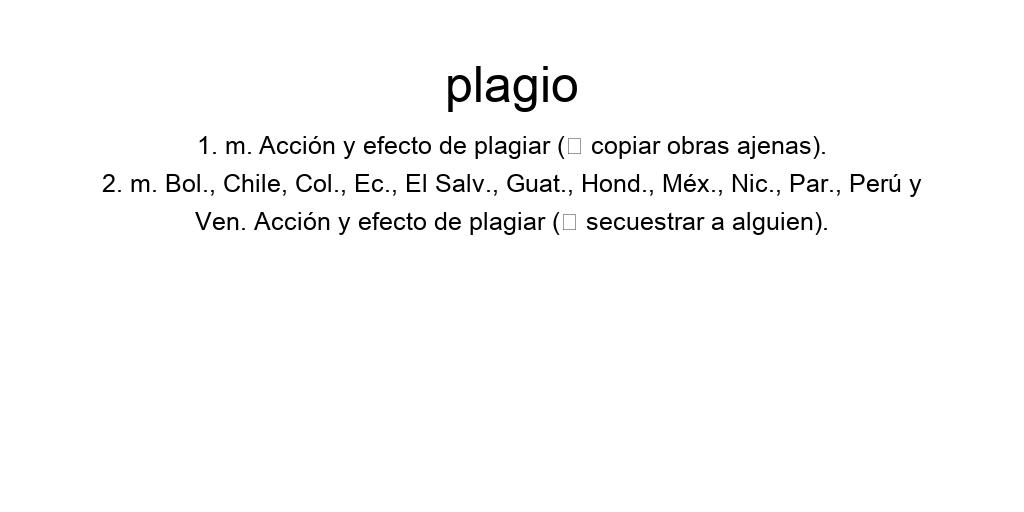 plagio
1. m. Acción y efecto de plagiar (▯ copiar obras ajenas).
2. m. Bol., Chile, Col., Ec., El Salv., Guat., Hond., Méx., Nic., Par., Perú y
Ven. Acción y efecto de plagiar (▯ secuestrar a alguien).